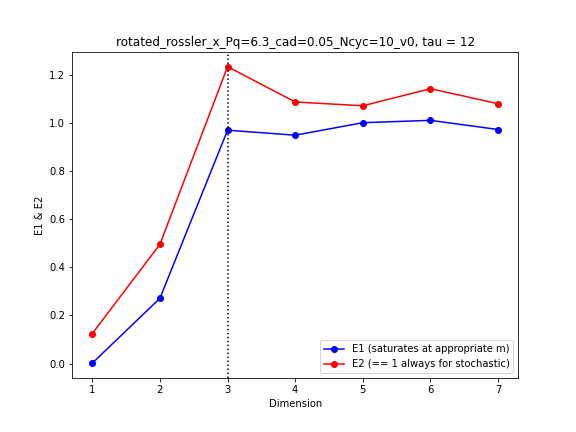 rotated_rossler_x_Pq=6.3_cad=0.05_Ncyc=10_v0, tau = 12
E1 & E2
1.2
1.0
0.8
0.6
0.4
0.2
0.0
E1 (saturates at appropriate m)
E2 (== 1 always for stochastic)
1 2 3 4 5 6 7
Dimension